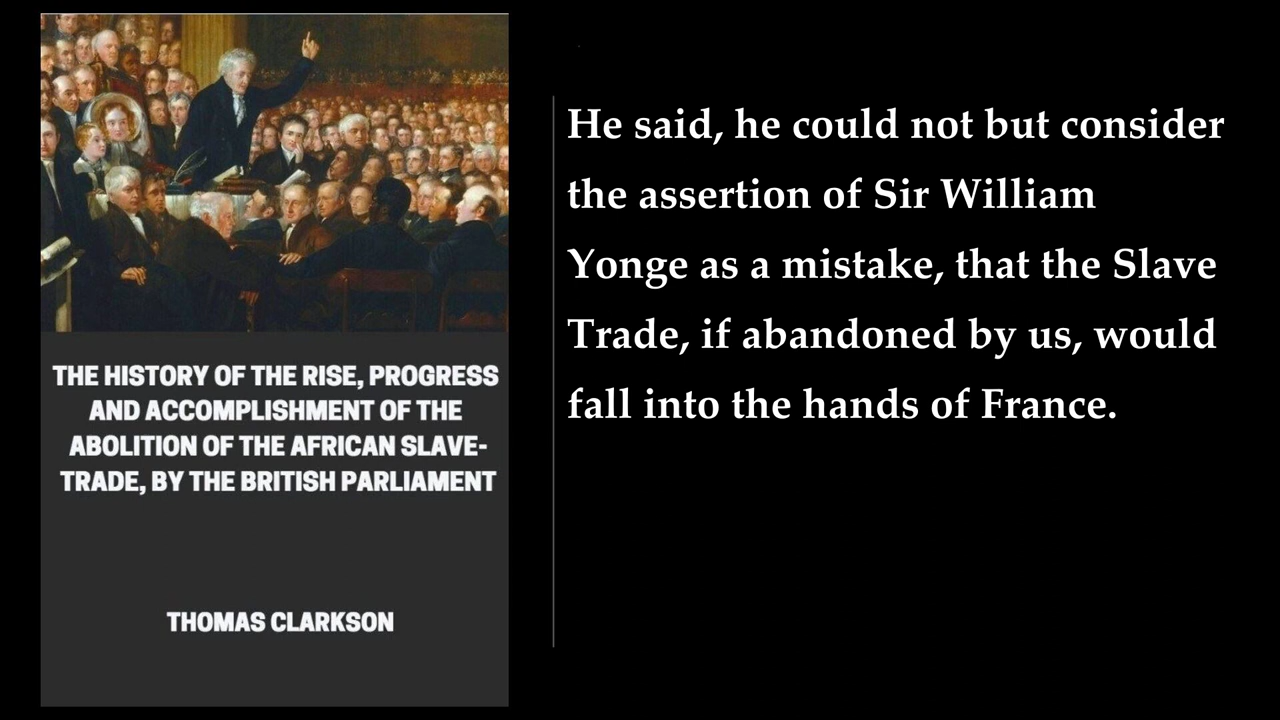 THE HISTORY OF THE RISE, PROGRESS
AND ACCOMPLISHMENT OF THE
ABOLITION OF THE AFRICAN SLAVE-
TRADE, BY THE BRITISH PARLIAMENT
THOMAS CLARKSON
He said, he could not but consider
the assertion of Sir William
Yonge as a mistake, that the Slave
Trade, if abandoned by us, would
fall into the hands of France.